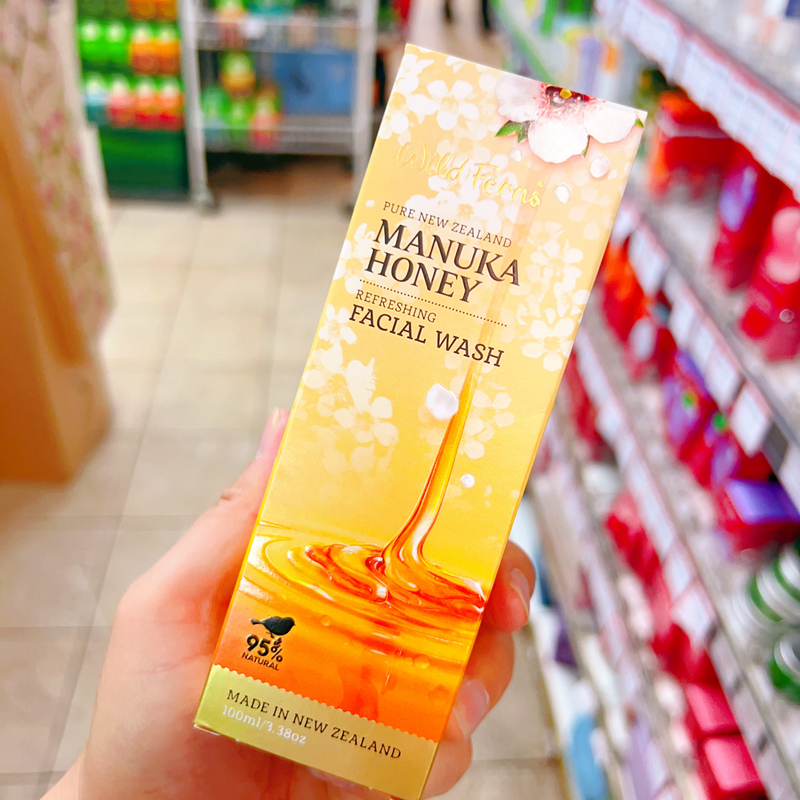 Wild Ferns
PURE NEW ZEALAND
MANUKA
HONEY
REFRESHING
FACIAL WASH
95%
NATURAL
MADE IN NEW ZEALAND
100ml/3.38oz